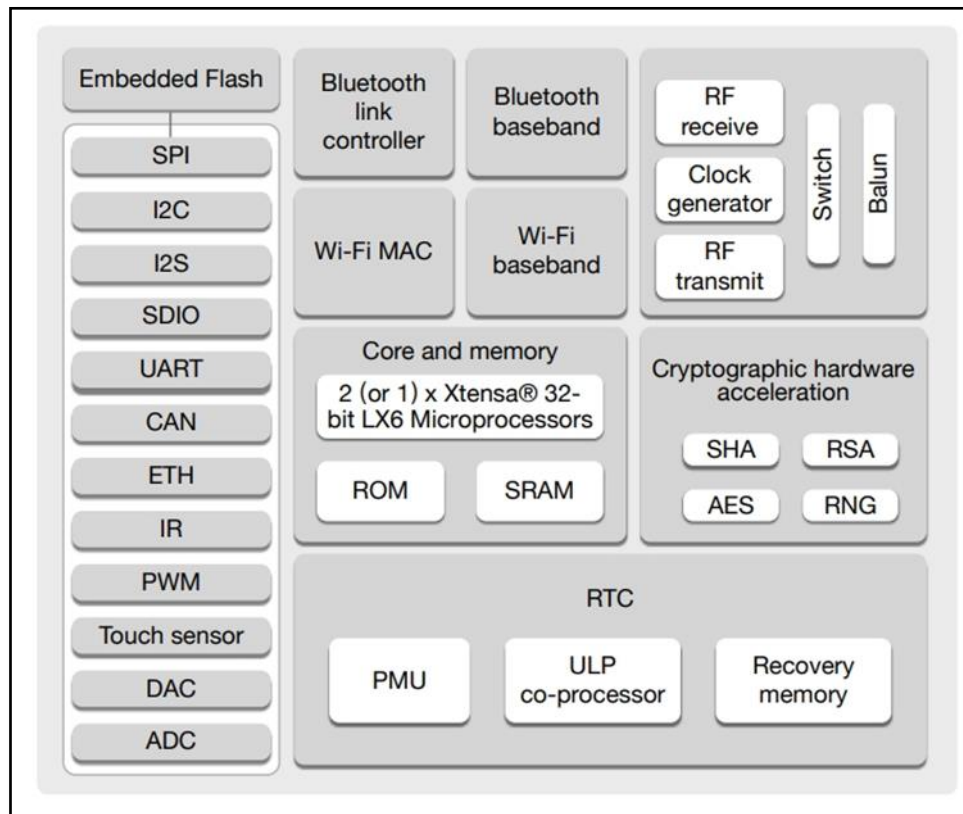 Embedded Flash
SPI
I2C
I2S
SDIO
UART
CAN
ETH
IR
PWM
Touch sensor
DAC
ADC
Bluetooth
link
controller
Bluetooth
baseband
Wi-Fi MAC
Wi-Fi
baseband
RF
receive
Clock
generator
RF
transmit
Switch
Balun
Core and memory
2 (or 1) x Xtensa® 32-
bit LX6 Microprocessors
ROM
SRAM
Cryptographic hardware
acceleration
SHA
RSA
AES
RNG
RTC
PMU
ULP
co-processor
Recovery
memory